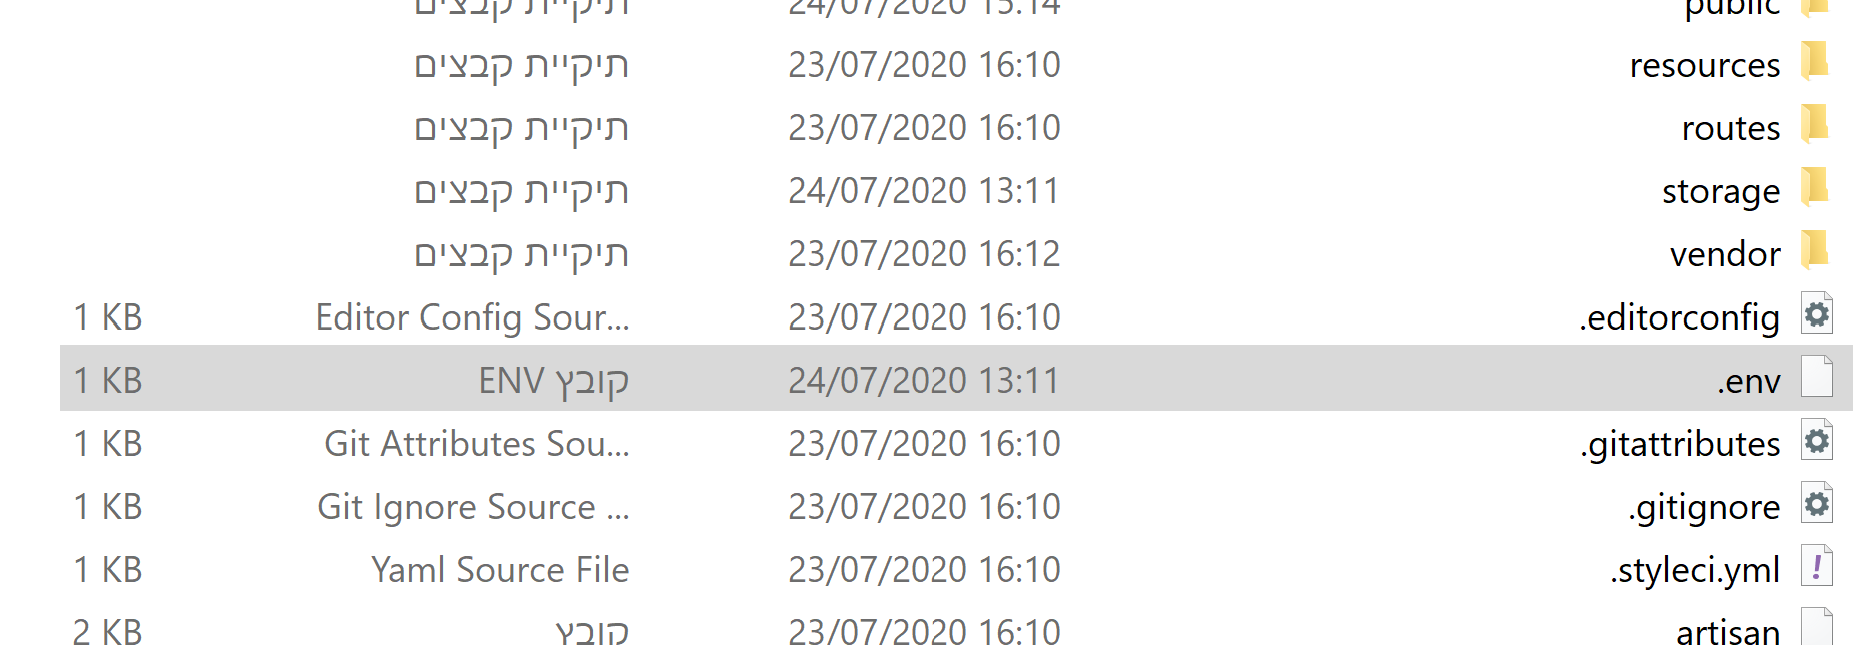 public 24/07/2020 15:14 תיקיית קבצים
resources 23/07/2020 16:10 תיקיית קבצים
routes 23/07/2020 16:10 תיקיית קבצים
storage 24/07/2020 13:11 תיקיית קבצים
vendor 23/07/2020 16:12 תיקיית קבצים
.editorconfig 23/07/2020 16:10 Editor Config Sour... 1 KB
.env 24/07/2020 13:11 קובץ ENV 1 KB
.gitattributes 23/07/2020 16:10 Git Attributes Sou... 1 KB
.gitignore 23/07/2020 16:10 Git Ignore Source ... 1 KB
.styleci.yml 23/07/2020 16:10 Yaml Source File 1 KB
artisan 23/07/2020 16:10 קובץ 2 KB